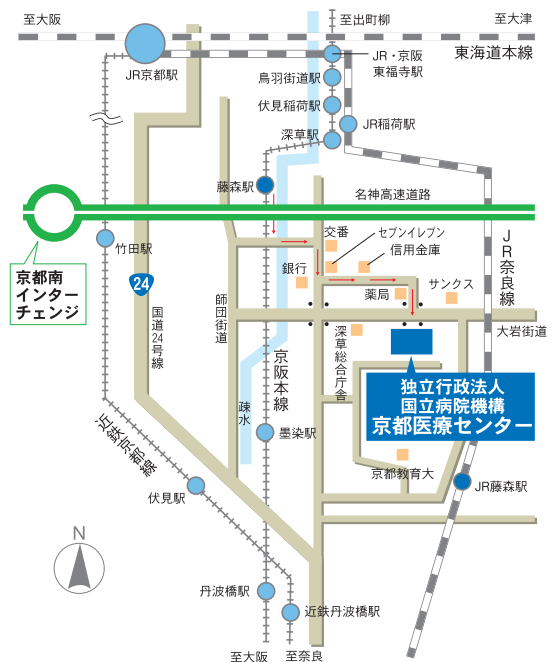 至大阪
至出町柳
至大津
東海道本線
JR京都駅
JR・京阪
東福寺駅
鳥羽街道駅
伏見稲荷駅
JR稲荷駅
深草駅
藤森駅
名神高速道路
竹田駅
交番
セブンイレブン
信用金庫
JR奈良線
京都南
インター
チェンジ
24
銀行
薬局
サンクス
国道24号線
師団街道
大岩街道
深草総合庁舎
京阪本線
独立行政法人
国立病院機構
京都医療センター
疎水
近鉄京都線
墨染駅
京都教育大
伏見駅
JR藤森駅
N
丹波橋駅
近鉄丹波橋駅
至大阪
至奈良